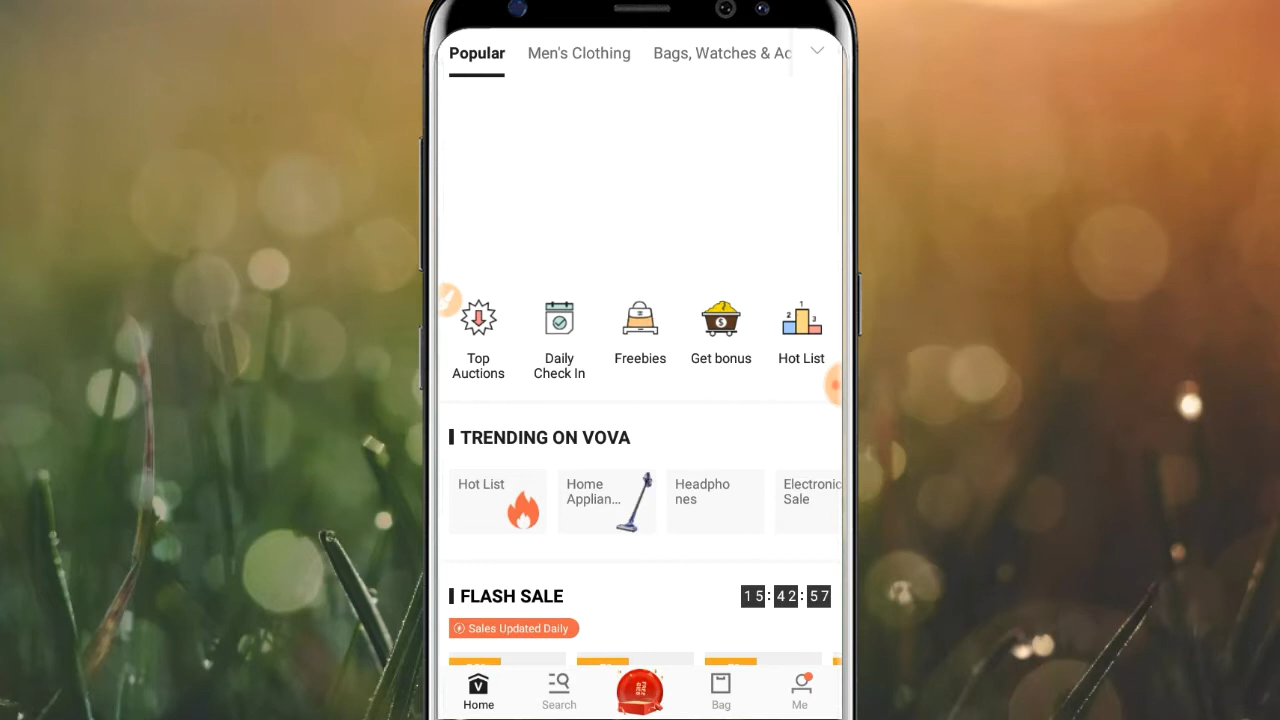 Popular Men's Clothing Bags, Watches & Ac
Top Auctions
Daily Check In
Freebies
Get bonus
Hot List
TRENDING ON VOVA
Hot List
Home Applian...
Headpho nes
Electronic Sale
FLASH SALE 15:42:57
Sales Updated Daily
Home Search Bag Me